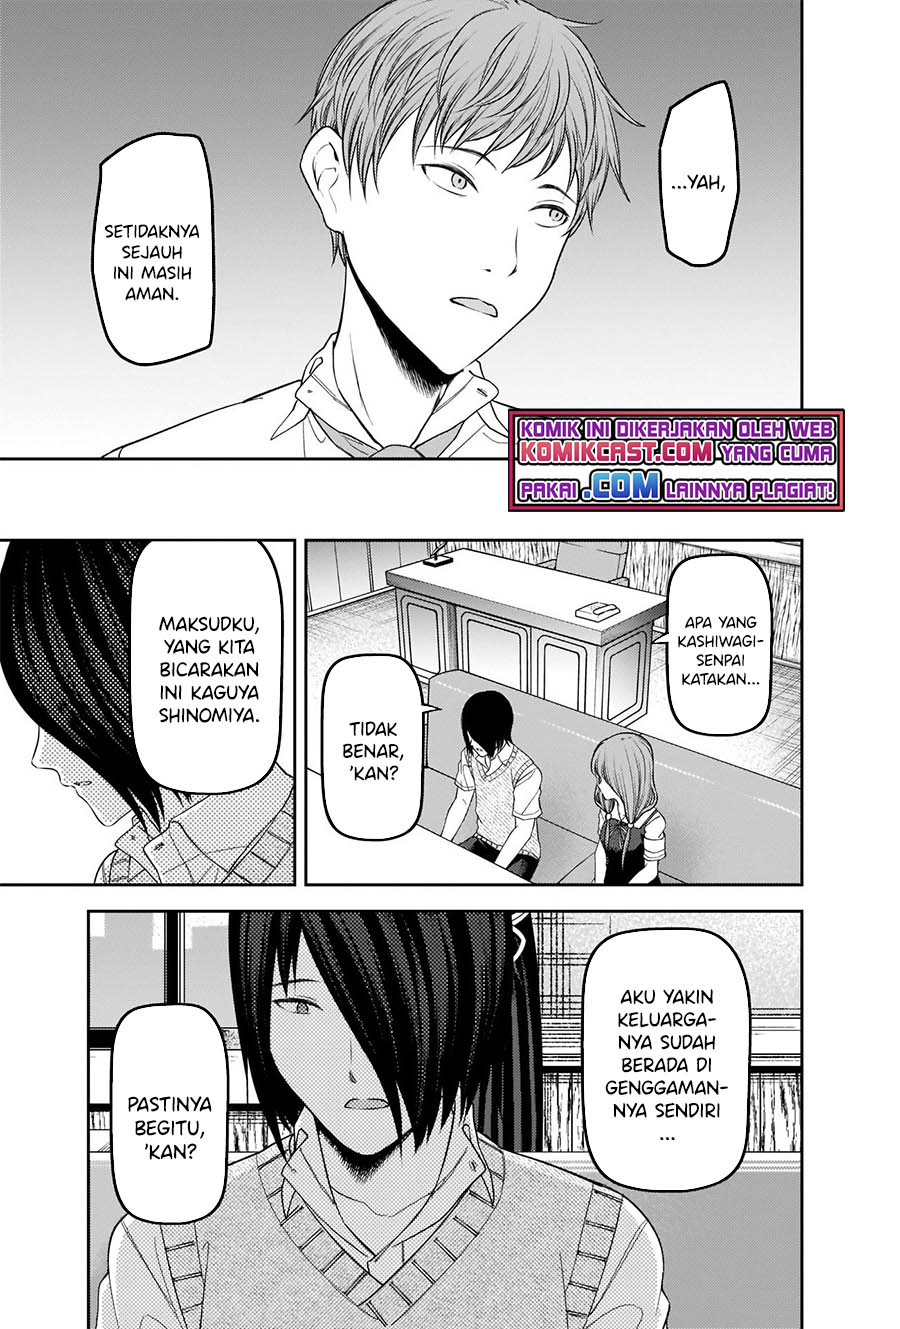 ...YAH,
SETIDAKNYA
SEJAUH
INI MASIH
AMAN.
KOMIK INI DIKERJAKAN OLEH WEB
KOMIKCAST.COM YANG CUMA
PAKAI .COM LAINNYA PLAGIAT!
APA YANG
KASHIWAGI-
SENPAI
KATAKAN...
TIDAK
BENAR,
'KAN?
MAKSUDKU,
YANG KITA
BICARAKAN
INI KAGUYA
SHINOMIYA.
AKU YAKIN
KELUARGA-
NYA SUDAH
BERADA DI
GENGGAMAN-
NYA SENDIRI
...
PASTINYA
BEGITU,
'KAN?